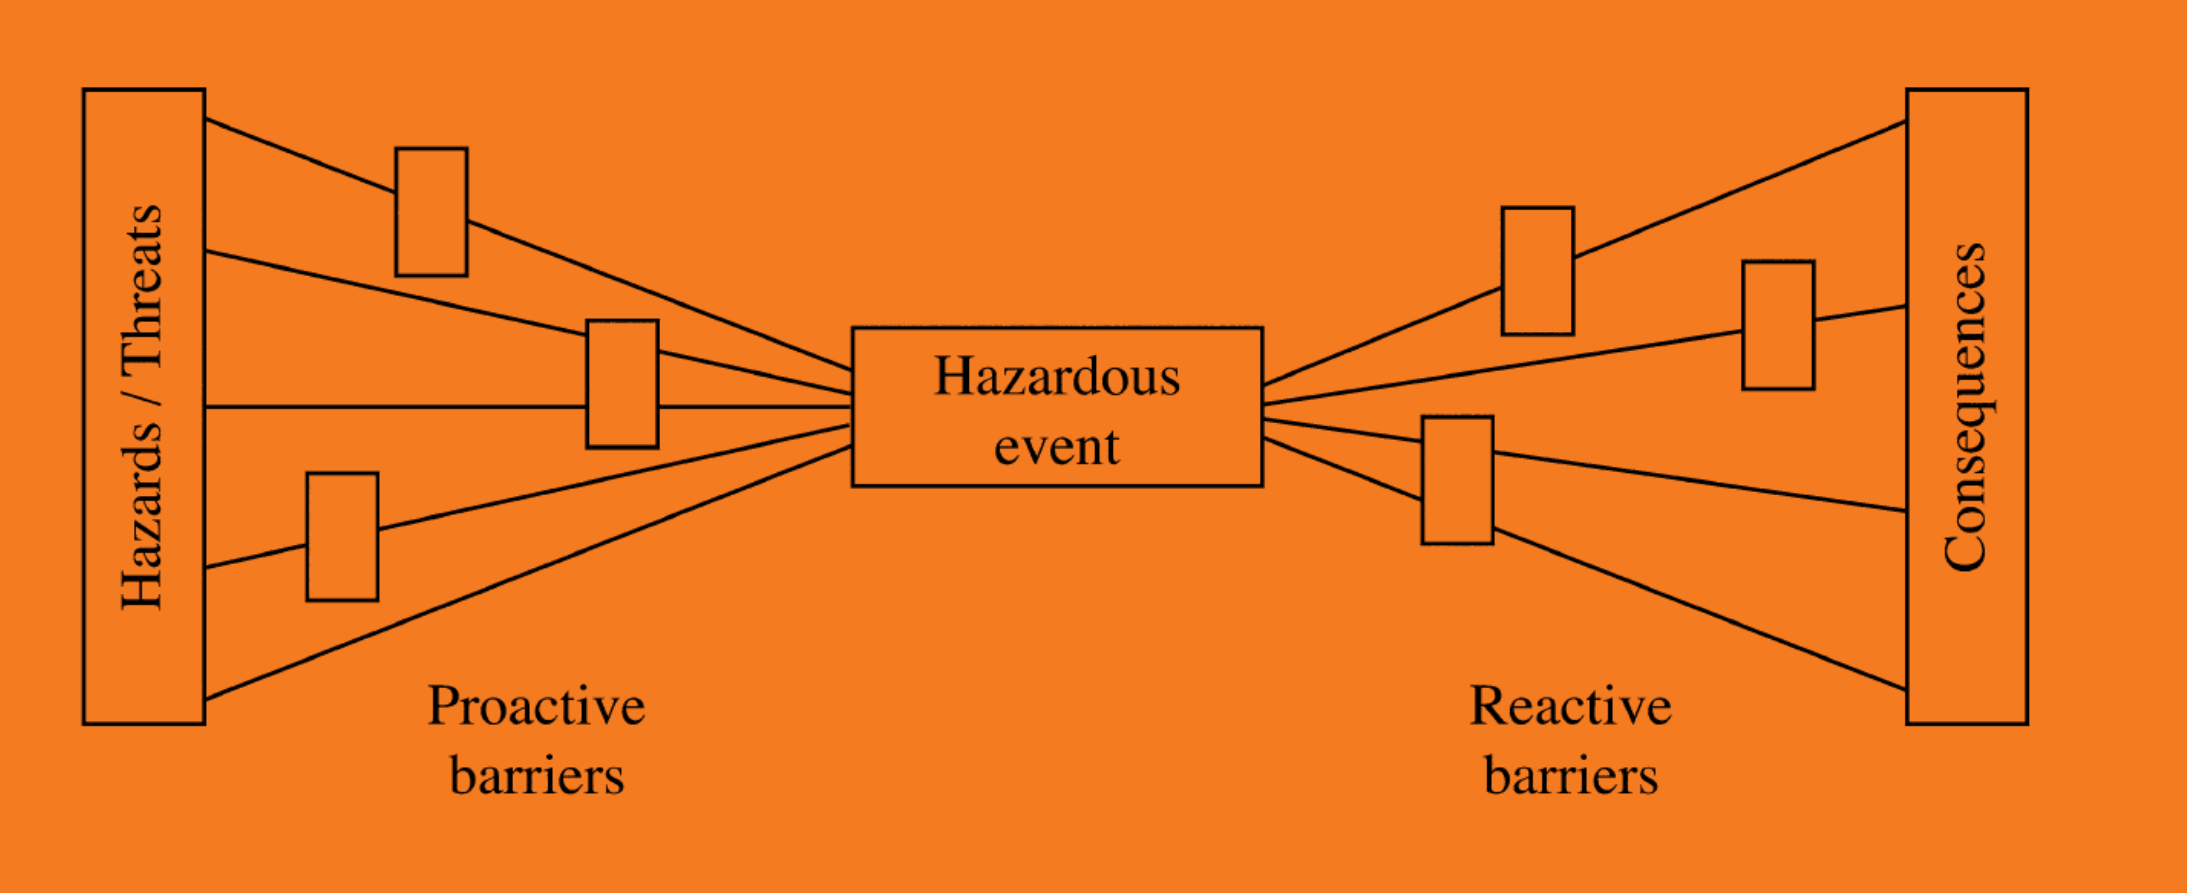 Hazards / Threats
Hazardous
event
Consequences
Proactive
barriers
Reactive
barriers